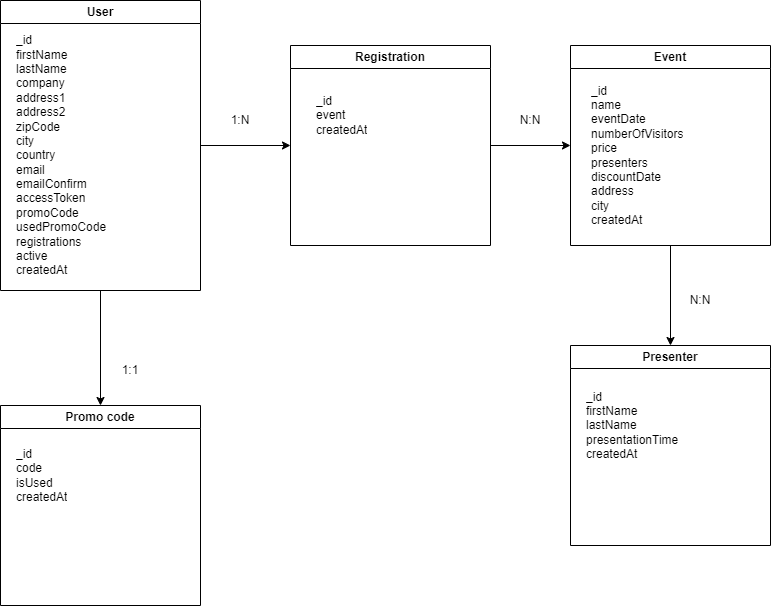 User
_id
firstName
lastName
company
address1
address2
zipCode
city
country
email
emailConfirm
accessToken
promoCode
usedPromoCode
registrations
active
createdAt
1:N
Registration
_id
event
createdAt
N:N
Event
_id
name
eventDate
numberOfVisitors
price
presenters
discountDate
address
city
createdAt
1:1
N:N
Promo code
_id
code
isUsed
createdAt
Presenter
_id
firstName
lastName
presentationTime
createdAt